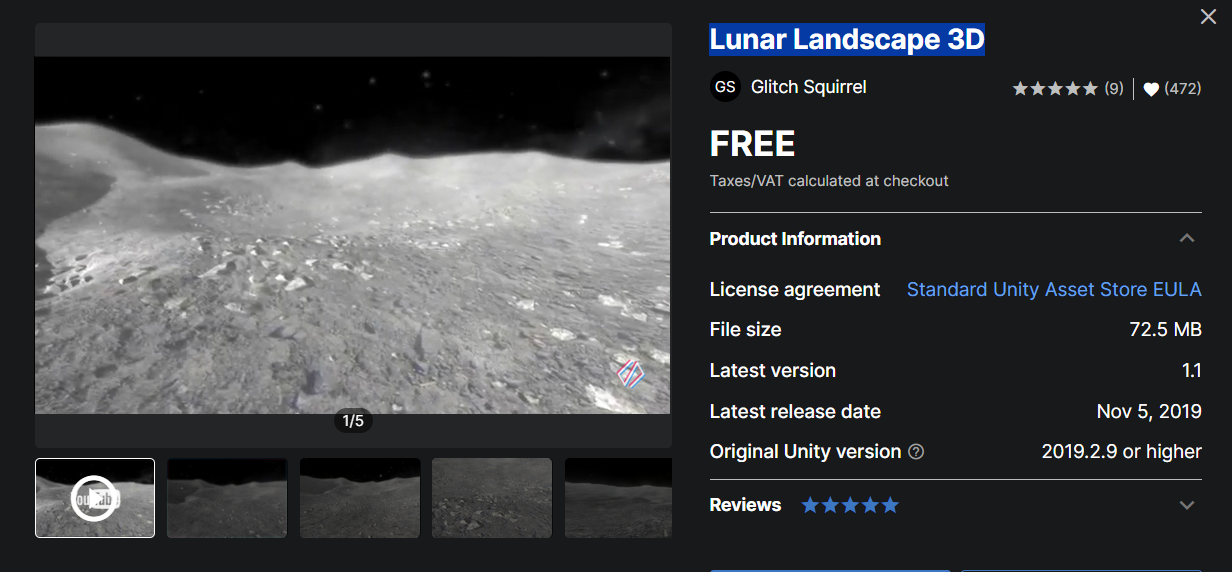 Lunar Landscape 3D
GS Glitch Squirrel
(9) (472)
FREE
Taxes/VAT calculated at checkout
Product Information
License agreement Standard Unity Asset Store EULA
File size 72.5 MB
Latest version 1.1
Latest release date Nov 5, 2019
Original Unity version ? 2019.2.9 or higher
Reviews
1/5
YouTube